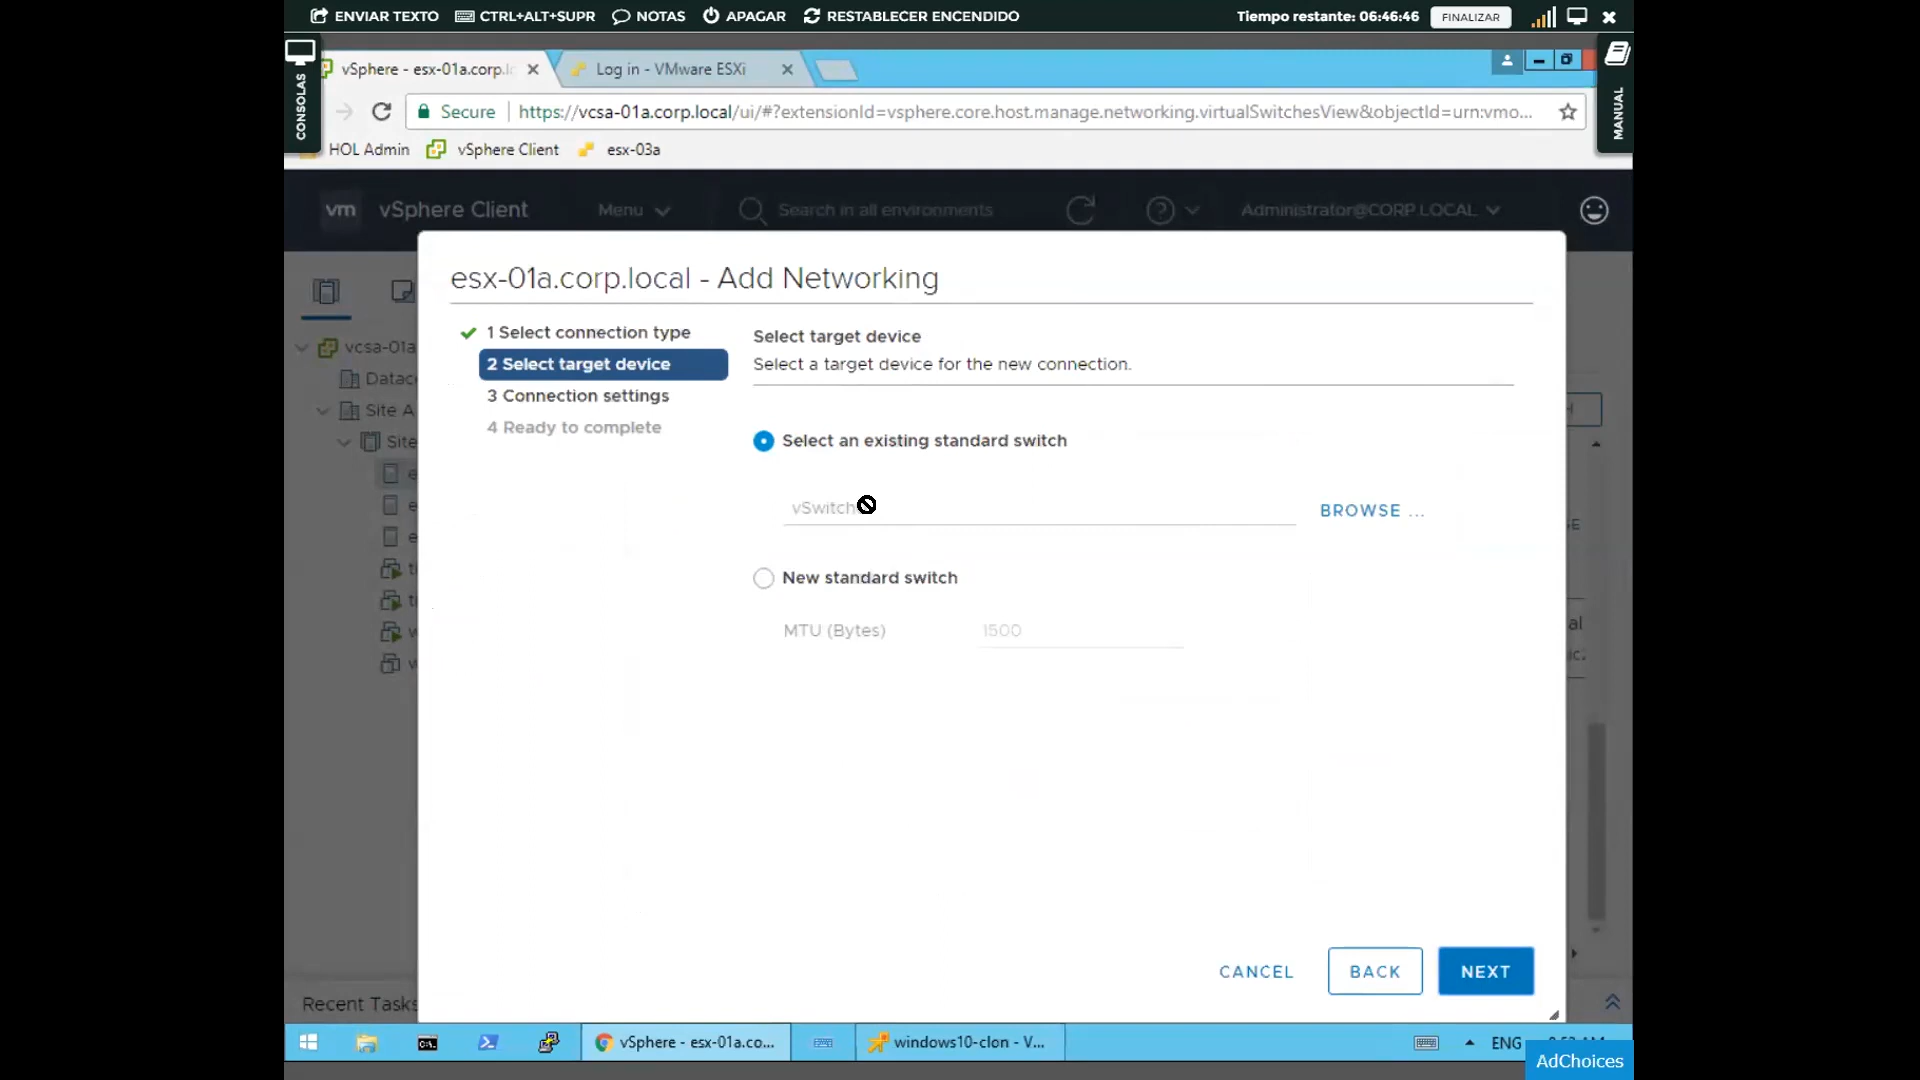 ENVIAR TEXTO CTRL+ALT+SUPR NOTAS APAGAR RESTABLECER ENCENDIDO Tiempo restante: 06:46:46 FINALIZAR
CONSOLAS
MANUAL
vSphere - esx-01a.corp.lo Log in - VMware ESXi
Secure https://vcsa-01a.corp.local/ui/#?extensionId=vsphere.core.host.manage.networking.virtualSwitchesView&objectId=urn:vmo...
HOL Admin vSphere Client esx-03a
vm vSphere Client Menu Search in all environments Administrator@CORP.LOCAL
esx-01a.corp.local - Add Networking
1 Select connection type
2 Select target device
3 Connection settings
4 Ready to complete
Select target device
Select a target device for the new connection.
Select an existing standard switch
vSwitch
BROWSE ...
New standard switch
MTU (Bytes) 1500
CANCEL BACK NEXT
vcsa-01a
Datac
Site A
Site
Recent Tasks
vSphere - esx-01a.co... windows10-clon - V... ENG
AdChoices